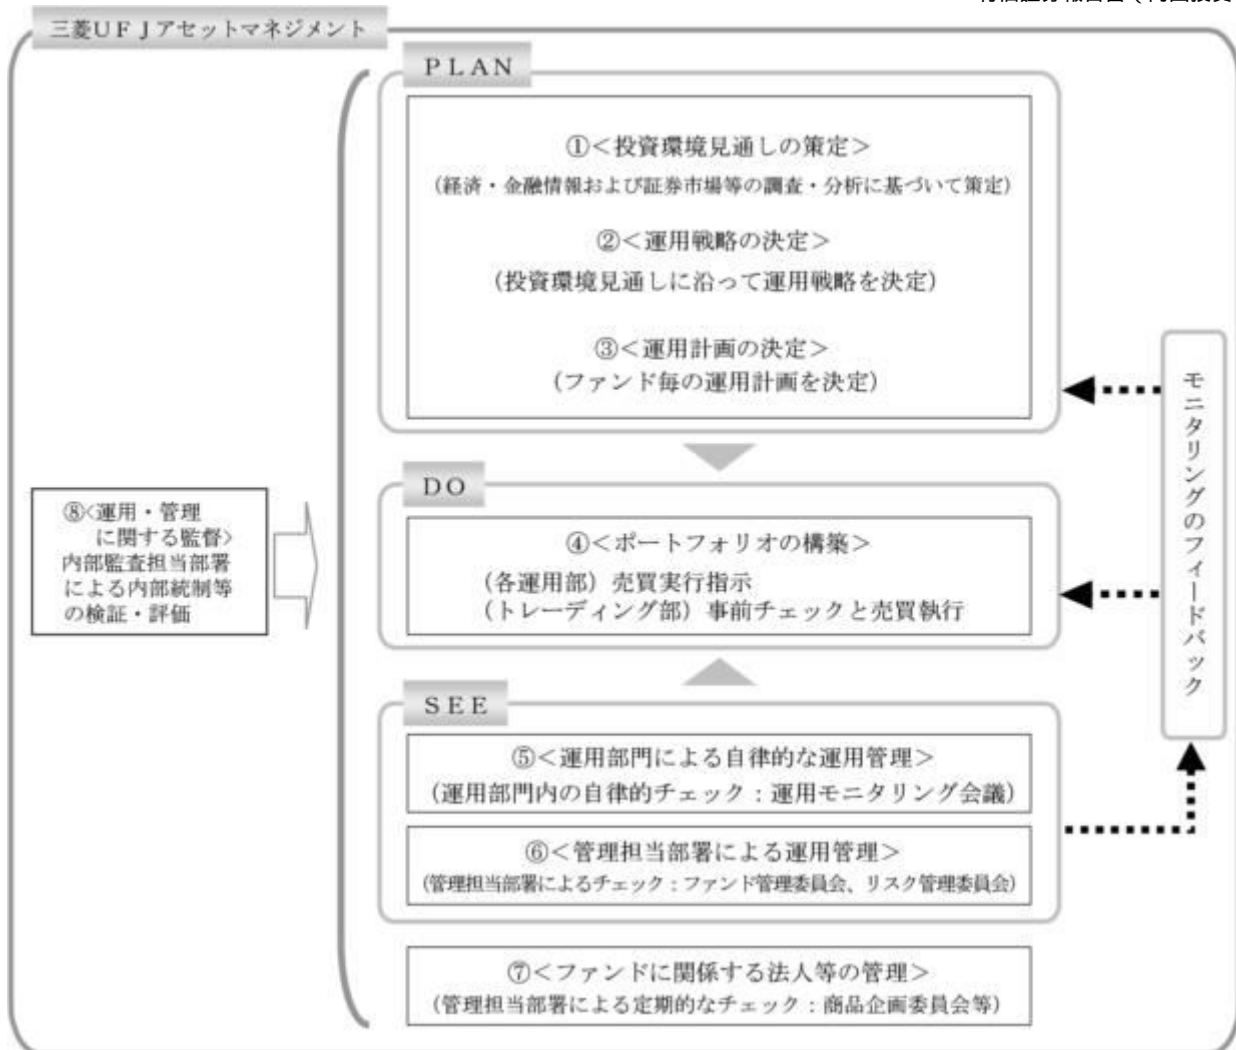 三菱UFJアセットマネジメント
PLAN
①<投資環境見通しの策定>
(経済・金融情報および証券市場等の調査・分析に基づいて策定)
②<運用戦略の決定>
(投資環境見通しに沿って運用戦略を決定)
③<運用計画の決定>
(ファンド毎の運用計画を決定)
DO
④<ポートフォリオの構築>
(各運用部)売買実行指示
(トレーディング部)事前チェックと売買執行
SEE
⑤<運用部門による自律的な運用管理>
(運用部門内の自律的チェック:運用モニタリング会議)
⑥<管理担当部署による運用管理>
(管理担当部署によるチェック:ファンド管理委員会、リスク管理委員会)
⑦<ファンドに関係する法人等の管理>
(管理担当部署による定期的なチェック:商品企画委員会等)
⑧<運用・管理
に関する監督>
内部監査担当部署
による内部統制等
の検証・評価
モニタリングのフィードバック